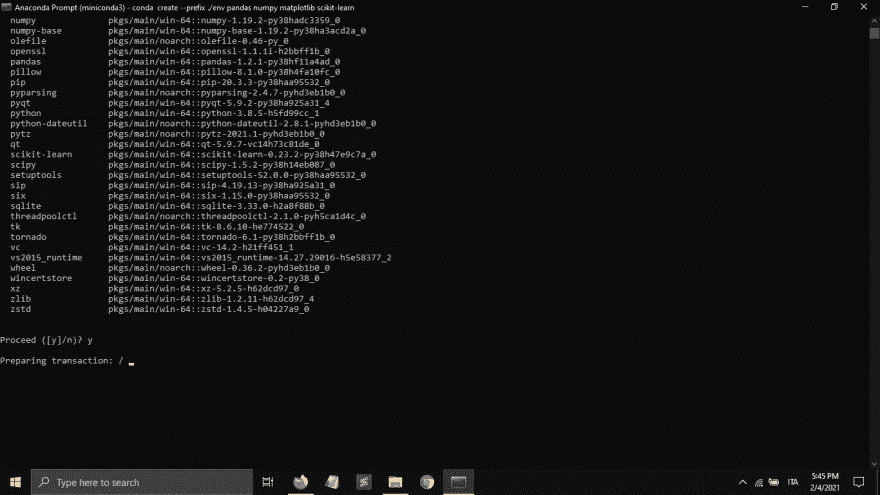 Anaconda Prompt (miniconda3) - conda create --prefix ./env pandas numpy matplotlib scikit-learn
numpy pkgs/main/win-64::numpy-1.19.2-py38hadc3359_0
numpy-base pkgs/main/win-64::numpy-base-1.19.2-py38ha3acd2a_0
olefile pkgs/main/noarch::olefile-0.46-py_0
openssl pkgs/main/win-64::openssl-1.1.1i-h2bbff1b_0
pandas pkgs/main/win-64::pandas-1.2.1-py38hf11a4ad_0
pillow pkgs/main/win-64::pillow-8.1.0-py38h4fa10fc_0
pip pkgs/main/win-64::pip-20.3.3-py38haa95532_0
pyparsing pkgs/main/noarch::pyparsing-2.4.7-pyhd3eb1b0_0
pyqt pkgs/main/win-64::pyqt-5.9.2-py38ha925a31_4
python pkgs/main/win-64::python-3.8.5-h5fd99cc_1
python-dateutil pkgs/main/noarch::python-dateutil-2.8.1-pyhd3eb1b0_0
pytz pkgs/main/noarch::pytz-2021.1-pyhd3eb1b0_0
qt pkgs/main/win-64::qt-5.9.7-vc14h73c81de_0
scikit-learn pkgs/main/win-64::scikit-learn-0.23.2-py38h47e9c7a_0
scipy pkgs/main/win-64::scipy-1.5.2-py38h14eb087_0
setuptools pkgs/main/win-64::setuptools-52.0.0-py38haa95532_0
sip pkgs/main/win-64::sip-4.19.13-py38ha925a31_0
six pkgs/main/win-64::six-1.15.0-py38haa95532_0
sqlite pkgs/main/win-64::sqlite-3.33.0-h2a8f88b_0
threadpoolctl pkgs/main/noarch::threadpoolctl-2.1.0-pyh5ca1d4c_0
tk pkgs/main/win-64::tk-8.6.10-he774522_0
tornado pkgs/main/win-64::tornado-6.1-py38h2bbff1b_0
vc pkgs/main/win-64::vc-14.2-h21ff451_1
vs2015_runtime pkgs/main/win-64::vs2015_runtime-14.27.29016-h5e58377_2
wheel pkgs/main/noarch::wheel-0.36.2-pyhd3eb1b0_0
wincertstore pkgs/main/win-64::wincertstore-0.2-py38_0
xz pkgs/main/win-64::xz-5.2.5-h62dcd97_0
zlib pkgs/main/win-64::zlib-1.2.11-h62dcd97_4
zstd pkgs/main/win-64::zstd-1.4.5-h04227a9_0
Proceed ([y]/n)? y
Preparing transaction: / _
Type here to search
ITA
5:45 PM
2/4/2021